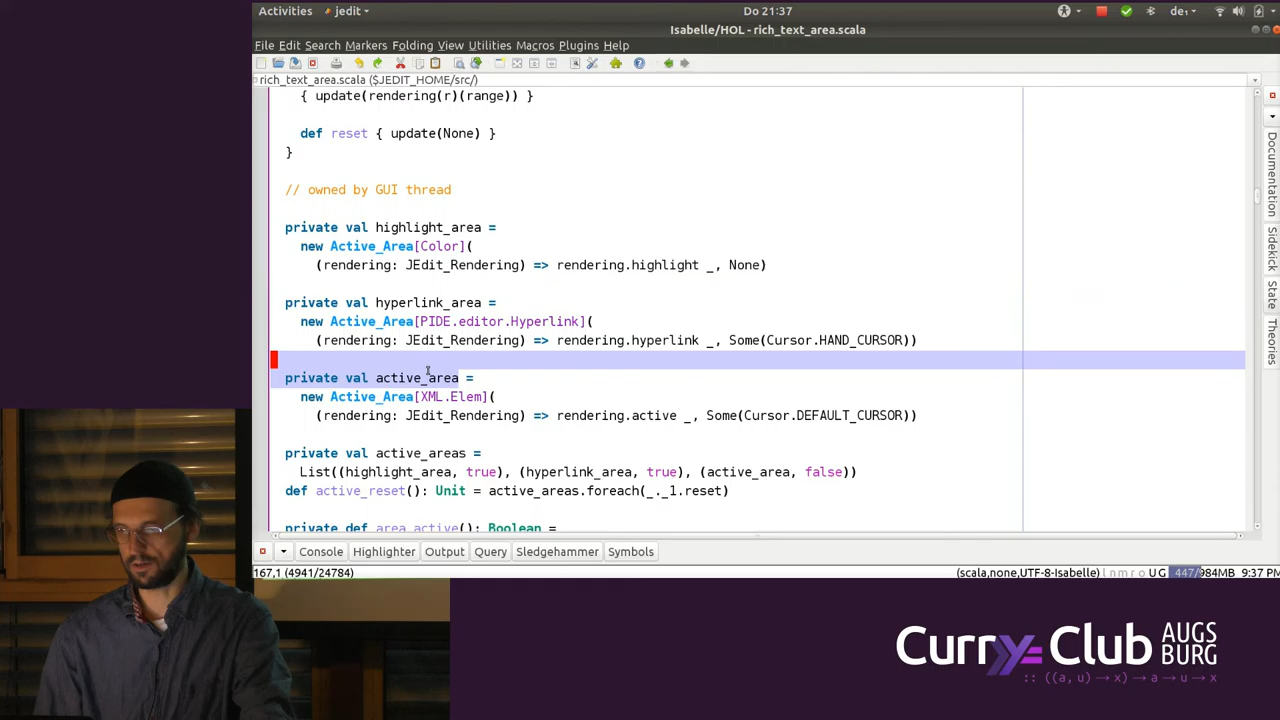 Activities jedit Do 21:37 de₁
Isabelle/HOL - rich_text_area.scala
File Edit Search Markers Folding View Utilities Macros Plugins Help
rich_text_area.scala ($JEDIT_HOME/src/)
{ update(rendering(r)(range)) }
def reset { update(None) }
}
// owned by GUI thread
private val highlight_area =
new Active_Area[Color](
(rendering: JEdit_Rendering) => rendering.highlight _, None)
private val hyperlink_area =
new Active_Area[PIDE.editor.Hyperlink](
(rendering: JEdit_Rendering) => rendering.hyperlink _, Some(Cursor.HAND_CURSOR))
private val active_area =
new Active_Area[XML.Elem](
(rendering: JEdit_Rendering) => rendering.active _, Some(Cursor.DEFAULT_CURSOR))
private val active_areas =
List((highlight_area, true), (hyperlink_area, true), (active_area, false))
def active_reset(): Unit = active_areas.foreach(_._1.reset)
private def area_active(): Boolean =
Documentation
Sidekick
State
Theories
Console Highlighter Output Query Sledgehammer Symbols
167,1 (4941/24784) (scala,none,UTF-8-Isabelle) l n m r o U G 447/984MB 9:37 PM
Curry Club AUGS
BURG
:: ((a, u) → x) → a → u → x